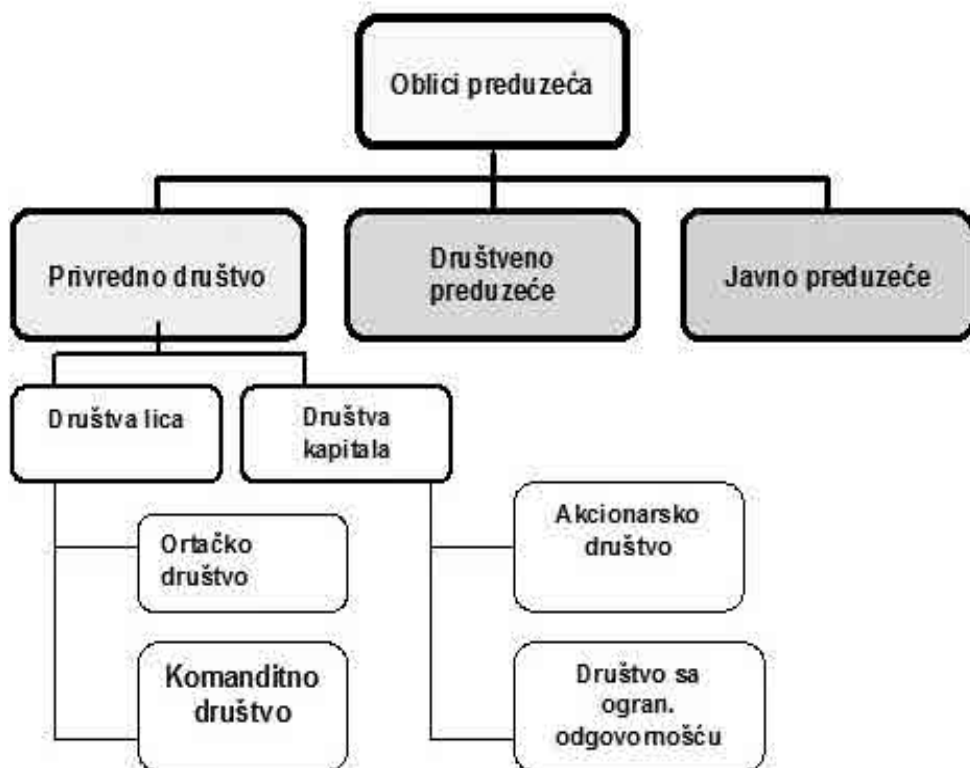 Oblici preduzeća
Privredno društvo
Društveno
preduzeće
Javno preduzeće
Društva lica
Društva
kapitala
Ortačko
društvo
Akcionarsko
društvo
Komanditno
društvo
Društvo sa
ogran.
odgovornošću